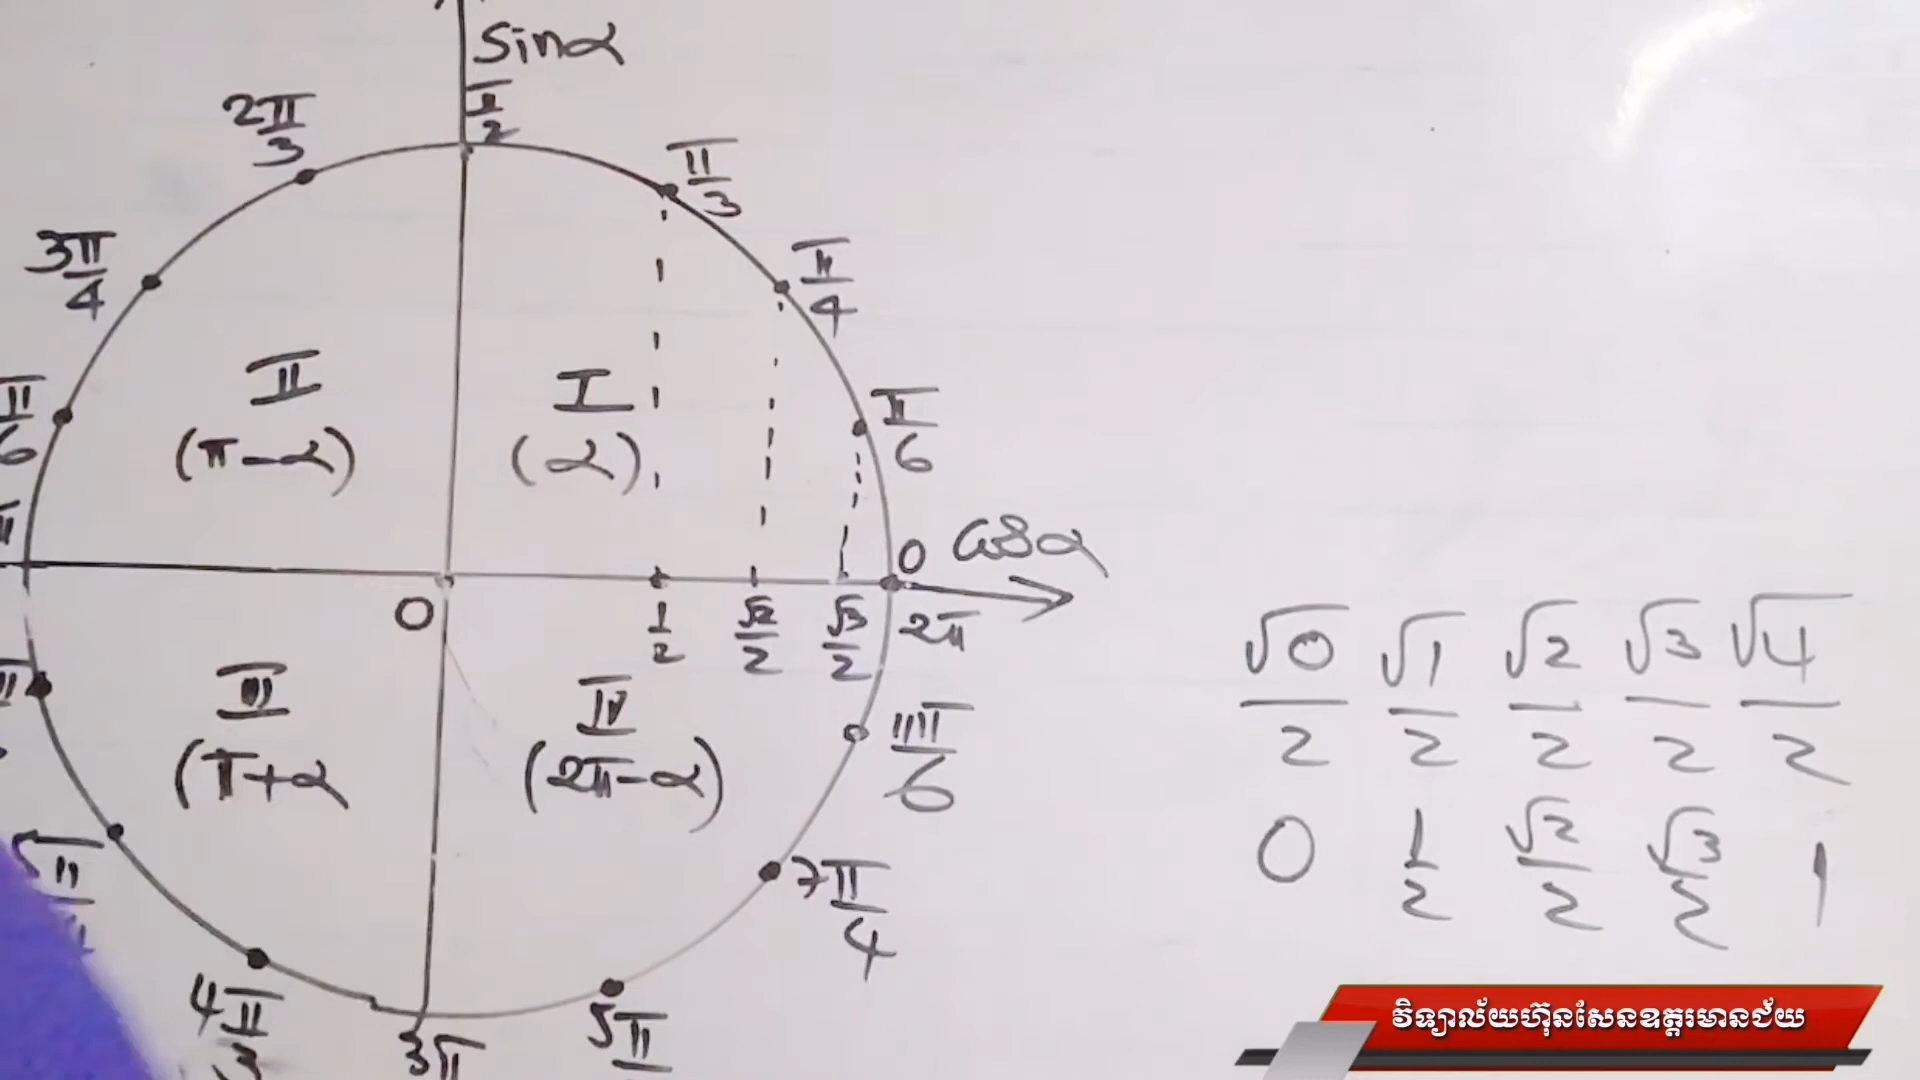 sinα
π/2
2π/3
π/3
3π/4
π/4
II
I
π/6
π/6
(π-α)
(α)
π
0
cosα
O
1/2
√2/2
√3/2
2π
√0/2 √1/2 √2/2 √3/2 √4/2
III
IV
11π/6
(π+α
(2π-α)
0 1/2 √2/2 √3/2 1
7π/4
4π/3
3π
5π
វិទ្យាល័យហ៊ុនសែនឧត្តរមានជ័យ